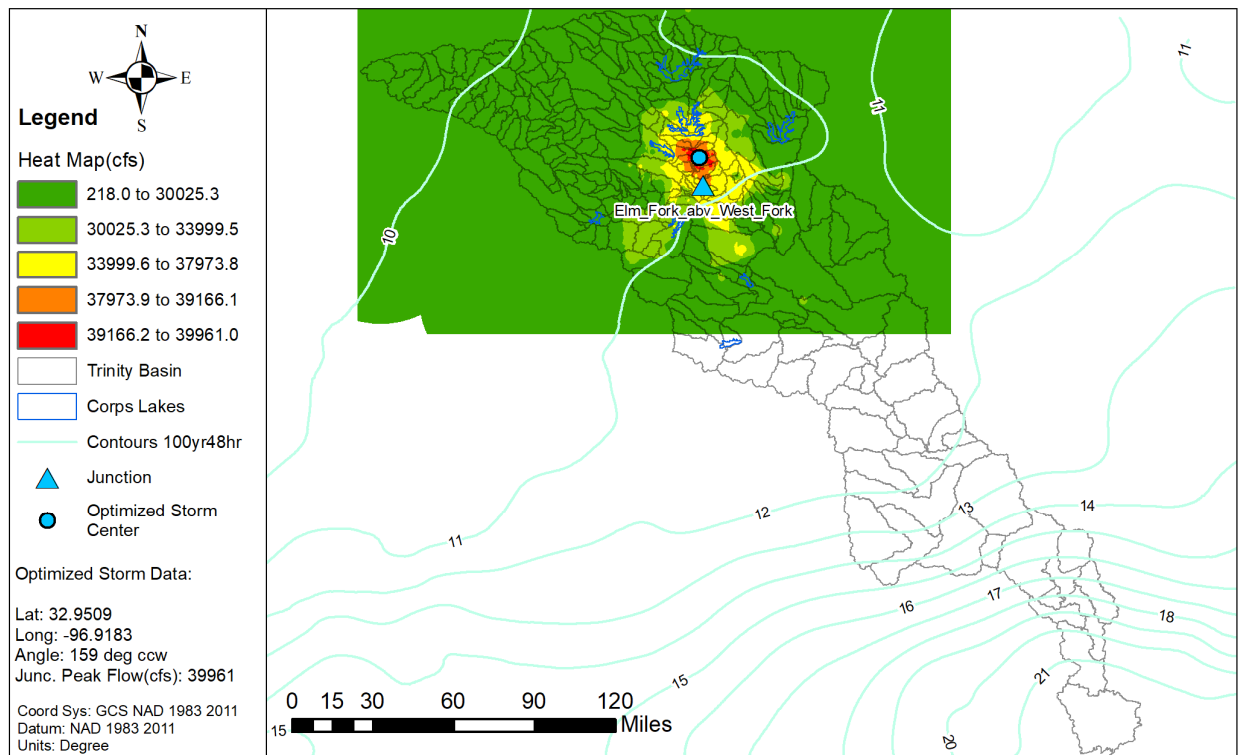 N
W E
S
Legend
Heat Map(cfs)
218.0 to 30025.3
30025.3 to 33999.5
33999.6 to 37973.8
37973.9 to 39166.1
39166.2 to 39961.0
Trinity Basin
Corps Lakes
Contours 100yr48hr
Junction
Optimized Storm
Center
Optimized Storm Data:
Lat: 32.9509
Long: -96.9183
Angle: 159 deg ccw
Junc. Peak Flow(cfs): 39961
Coord Sys: GCS NAD 1983 2011
Datum: NAD 1983 2011
Units: Degree
11
11
10
Elm_Fork_abv_West_Fork
11
12
13
14
16
17
18
15
21
20
15
0 15 30 60 90 120
Miles